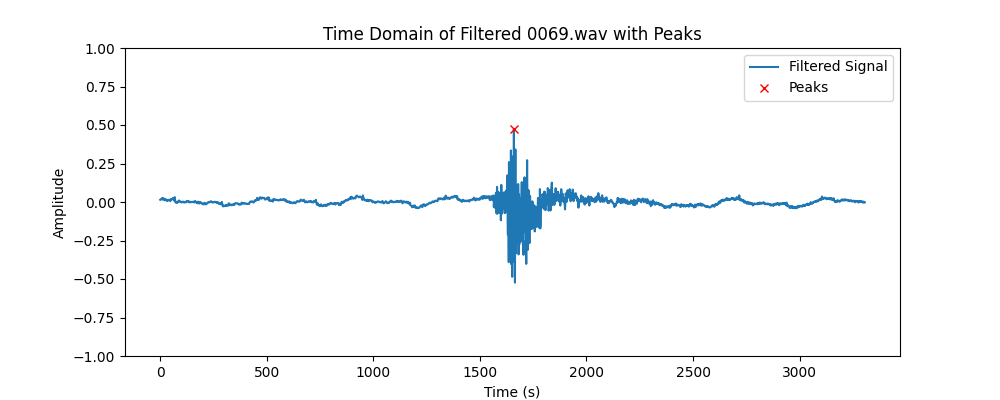 Time Domain of Filtered 0069.wav with Peaks
1.00
0.75
0.50
0.25
0.00
−0.25
−0.50
−0.75
−1.00
Amplitude
Filtered Signal
Peaks
0 500 1000 1500 2000 2500 3000
Time (s)